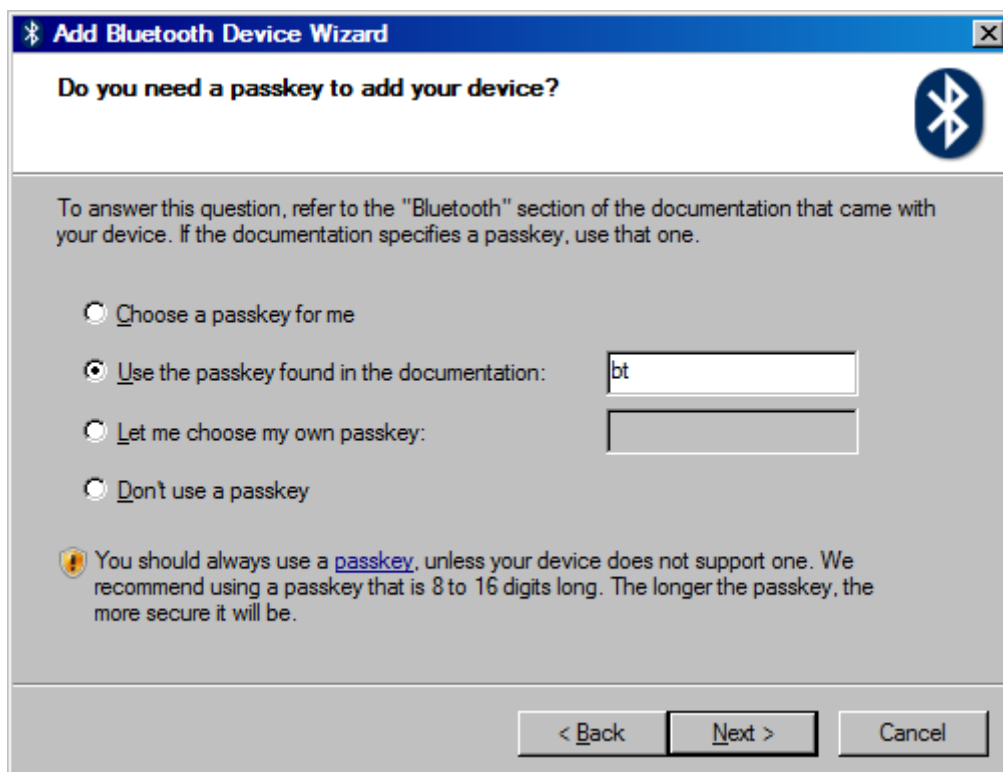 Add Bluetooth Device Wizard
Do you need a passkey to add your device?
To answer this question, refer to the "Bluetooth" section of the documentation that came with
your device. If the documentation specifies a passkey, use that one.
Choose a passkey for me
Use the passkey found in the documentation: bt
Let me choose my own passkey:
Don't use a passkey
You should always use a passkey, unless your device does not support one. We
recommend using a passkey that is 8 to 16 digits long. The longer the passkey, the
more secure it will be.
< Back Next > Cancel